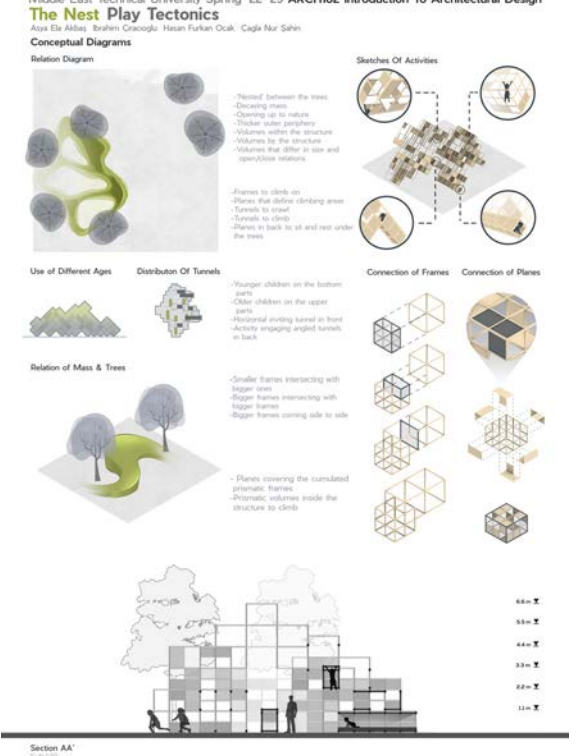 Middle East Technical University Spring '22-'23 ARCH102 Introduction To Architectural Design
The Nest Play Tectonics
Asya Ela Akbaş İbrahim Çıracıoğlu Hasan Furkan Ocak Çağla Nur Şahin
Conceptual Diagrams
Relation Diagram
Sketches Of Activities
-'Nested' between the trees
-Decaying mass
-Opening up to nature
-Thicker outer periphery
-Volumes within the structure
-Volumes by the structure
-Volumes that differ in size and
open/close relations
-Frames to climb on
-Planes that define climbing areas
-Tunnels to crawl
-Tunnels to climb
-Planes in back to sit and rest under
the trees
Use of Different Ages
Distributon Of Tunnels
-Younger children on the bottom
parts
-Older children on the upper
parts
-Horizontal inviting tunnel in front
-Activity engaging angled tunnels
in back
Connection of Frames
Connection of Planes
Relation of Mass & Trees
-Smaller frames intersecting with
bigger ones
-Bigger frames intersecting with
bigger frames
-Bigger frames coming side to side
- Planes covering the cumulated
prismatic frames
-Prismatic volumes inside the
structure to climb
6.6 m
5.5 m
4.4 m
3.3 m
2.2 m
1.1 m
Section AA'